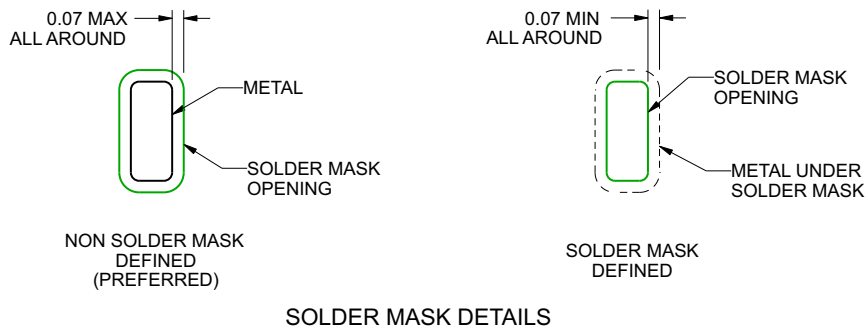 0.07 MAX
ALL AROUND
METAL
SOLDER MASK
OPENING
NON SOLDER MASK
DEFINED
(PREFERRED)
0.07 MIN
ALL AROUND
SOLDER MASK
OPENING
METAL UNDER
SOLDER MASK
SOLDER MASK
DEFINED
SOLDER MASK DETAILS